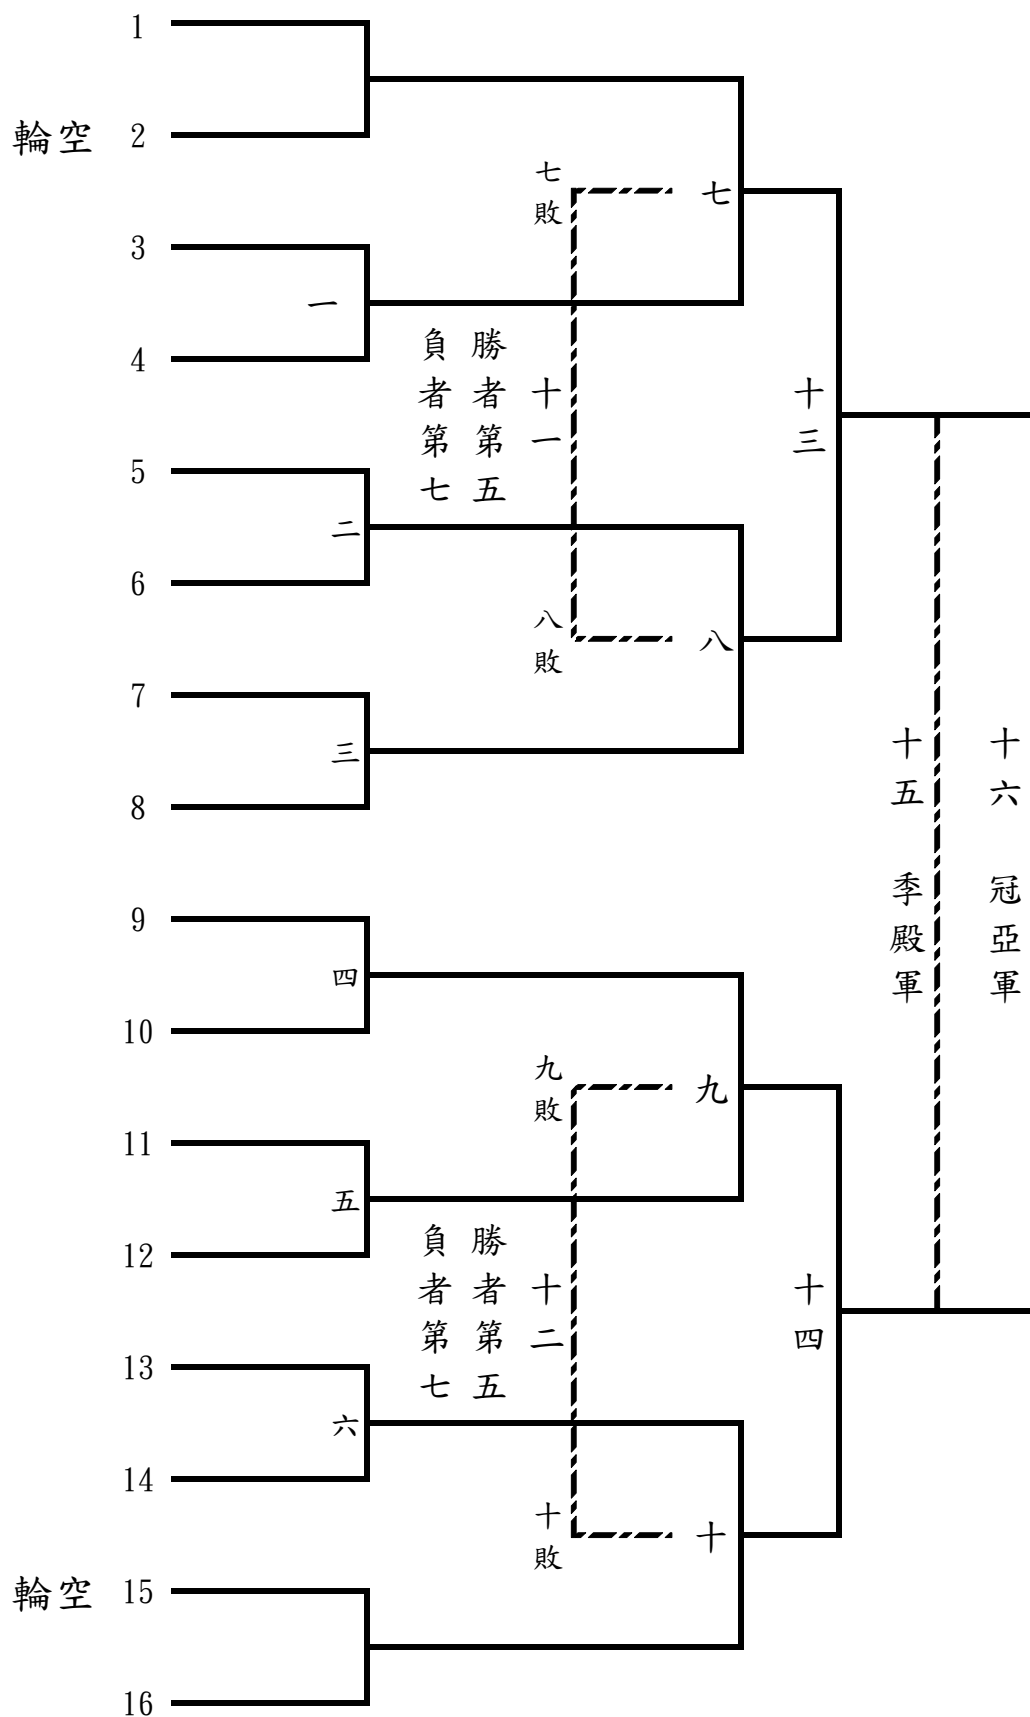 1
輪空 2
七敗
七
3
一
4
負者第七
勝者第五
十一
十三
5
二
6
八敗
八
7
三
8
十五 季殿軍
十六 冠亞軍
9
四
10
九敗
九
11
五
12
負者第七
勝者第五
十二
十四
13
六
14
十敗
十
輪空 15
16